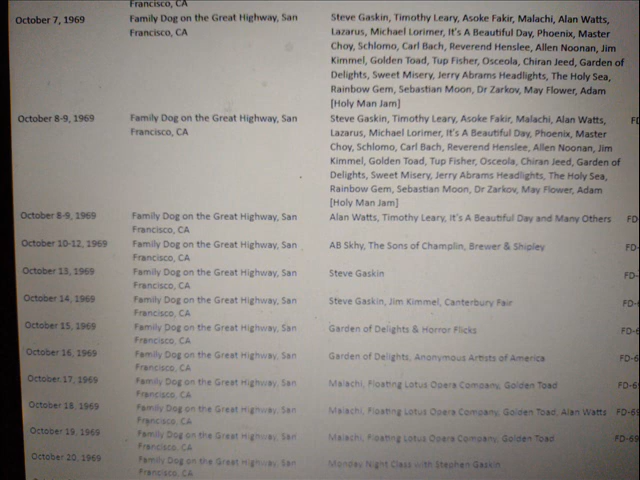 Francisco, CA
October 7, 1969 Family Dog on the Great Highway, San Steve Gaskin, Timothy Leary, Asoke Fakir, Malachi, Alan Watts,
Francisco, CA Lazarus, Michael Lorimer, It's A Beautiful Day, Phoenix, Master
Choy, Schlomo, Carl Bach, Reverend Henslee, Allen Noonan, Jim
Kimmel, Golden Toad, Tup Fisher, Osceola, Chiran Jeed, Garden of
Delights, Sweet Misery, Jerry Abrams Headlights, The Holy Sea,
Rainbow Gem, Sebastian Moon, Dr Zarkov, May Flower, Adam
[Holy Man Jam]
October 8-9, 1969 Family Dog on the Great Highway, San Steve Gaskin, Timothy Leary, Asoke Fakir, Malachi, Alan Watts, FD
Francisco, CA Lazarus, Michael Lorimer, It's A Beautiful Day, Phoenix, Master
Choy, Schlomo, Carl Bach, Reverend Henslee, Allen Noonan, Jim
Kimmel, Golden Toad, Tup Fisher, Osceola, Chiran Jeed, Garden of
Delights, Sweet Misery, Jerry Abrams Headlights, The Holy Sea,
Rainbow Gem, Sebastian Moon, Dr Zarkov, May Flower, Adam
[Holy Man Jam]
October 8-9, 1969 Family Dog on the Great Highway, San Alan Watts, Timothy Leary, It's A Beautiful Day and Many Others FD-
Francisco, CA
October 10-12, 1969 Family Dog on the Great Highway, San AB Skhy, The Sons of Champlin, Brewer & Shipley FD-
Francisco, CA
October 13, 1969 Family Dog on the Great Highway, San Steve Gaskin FD-
Francisco, CA
October 14, 1969 Family Dog on the Great Highway, San Steve Gaskin, Jim Kimmel, Canterbury Fair FD-6
Francisco, CA
October 15, 1969 Family Dog on the Great Highway, San Garden of Delights & Horror Flicks FD-6
Francisco, CA
October 16, 1969 Family Dog on the Great Highway, San Garden of Delights, Anonymous Artists of America FD-6
Francisco, CA
October 17, 1969 Family Dog on the Great Highway, San Malachi, Floating Lotus Opera Company, Golden Toad FD-69
Francisco, CA
October 18, 1969 Family Dog on the Great Highway, San Malachi, Floating Lotus Opera Company, Golden Toad, Alan Watts FD-69
Francisco, CA
October 19, 1969 Family Dog on the Great Highway, San Malachi, Floating Lotus Opera Company, Golden Toad FD-69
Francisco, CA
October 20, 1969 Family Dog on the Great Highway, San Monday Night Class with Stephen Gaskin
Francisco, CA